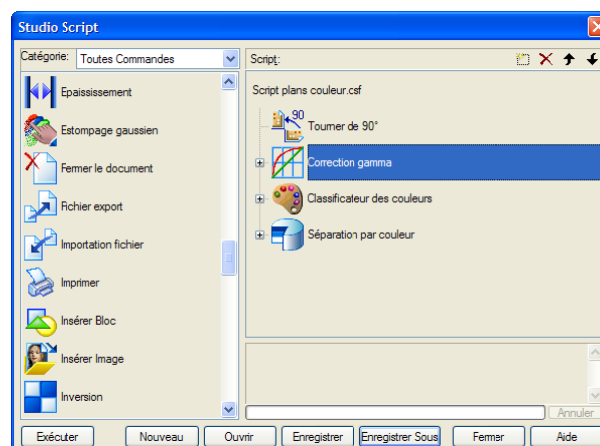 Studio Script
Catégorie: Toutes Commandes
Epaississement
Estompage gaussien
Fermer le document
Fichier export
Importation fichier
Imprimer
Insérer Bloc
Insérer Image
Inversion
Script:
Script plans couleur.csf
90
Tourner de 90°
Correction gamma
Classificateur des couleurs
Séparation par couleur
Annuler
Exécuter Nouveau Ouvrir Enregistrer Enregistrer Sous Fermer Aide